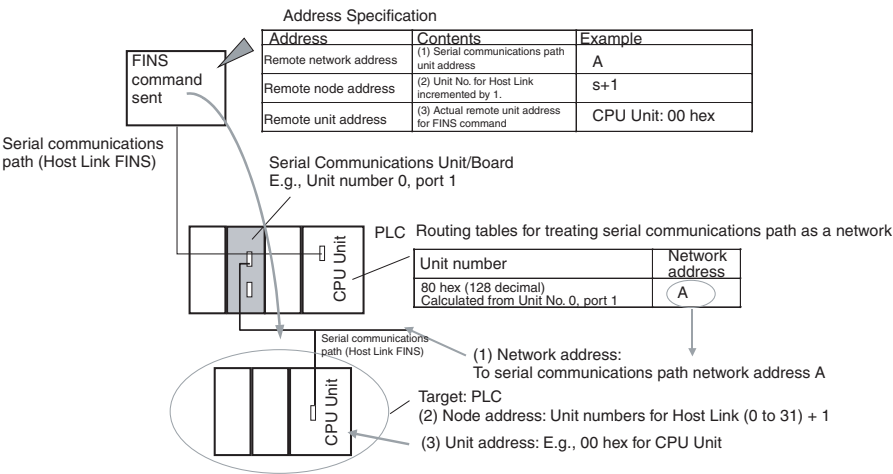 Address Specification
Address Contents Example
Remote network address (1) Serial communications path unit address A
Remote node address (2) Unit No. for Host Link incremented by 1. s+1
Remote unit address (3) Actual remote unit address for FINS command CPU Unit: 00 hex
FINS
command
sent
Serial communications
path (Host Link FINS)
Serial Communications Unit/Board
E.g., Unit number 0, port 1
PLC
CPU Unit
Routing tables for treating serial communications path as a network
Unit number Network address
80 hex (128 decimal)
Calculated from Unit No. 0, port 1 A
Serial communications
path (Host Link FINS)
(1) Network address:
To serial communications path network address A
CPU Unit
Target: PLC
(2) Node address: Unit numbers for Host Link (0 to 31) + 1
(3) Unit address: E.g., 00 hex for CPU Unit